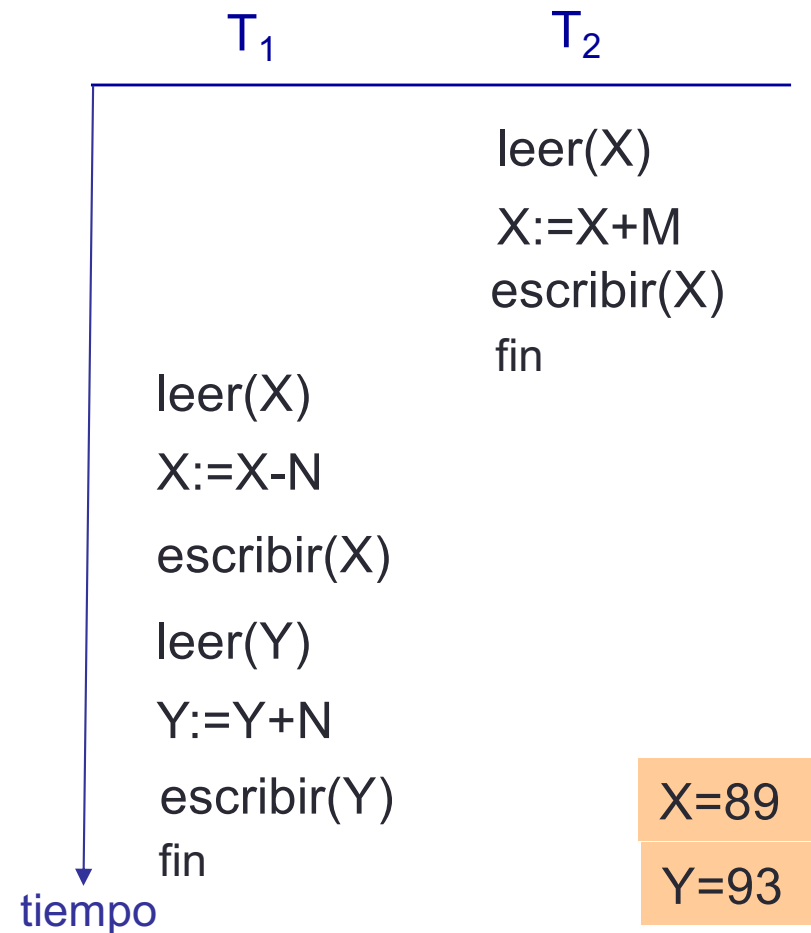 T₁ T₂
leer(X)
X:=X+M
escribir(X)
fin
leer(X)
X:=X-N
escribir(X)
leer(Y)
Y:=Y+N
escribir(Y)
fin
X=89
Y=93
tiempo